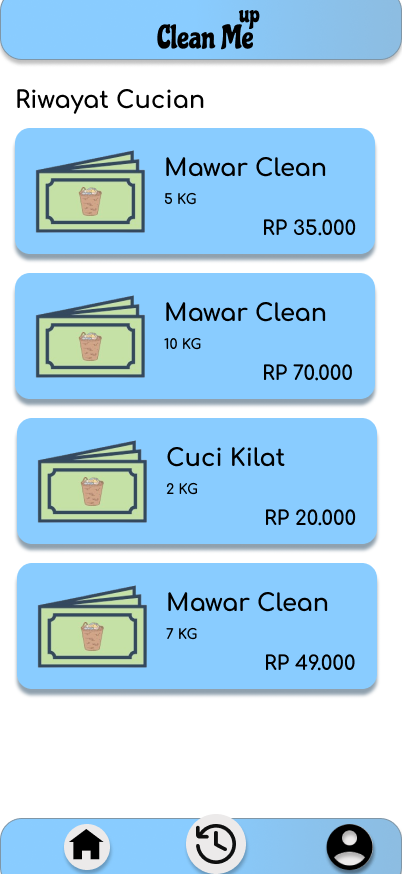 up
Clean Me
Riwayat Cucian
Mawar Clean
5 KG
RP 35.000
Mawar Clean
10 KG
RP 70.000
Cuci Kilat
2 KG
RP 20.000
Mawar Clean
7 KG
RP 49.000